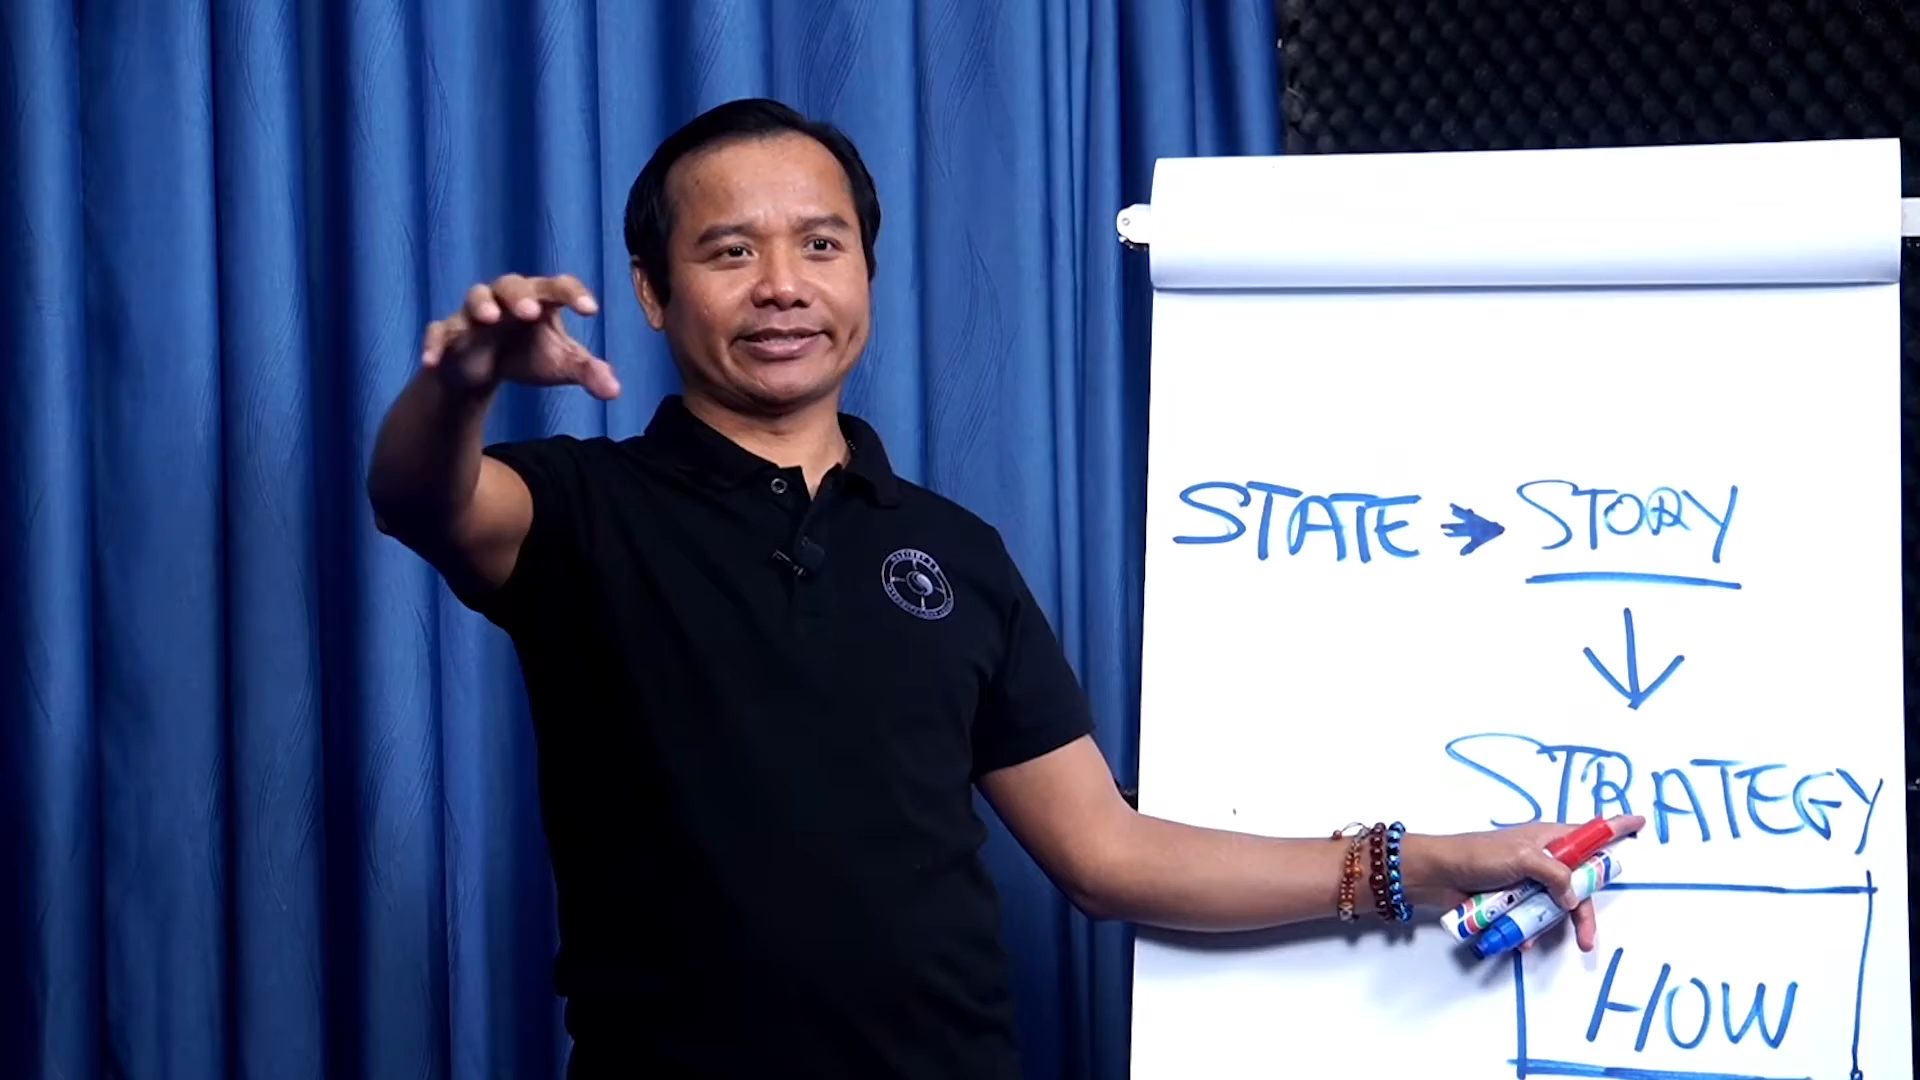 STATE → STORY
↓
STRATEGY
HOW